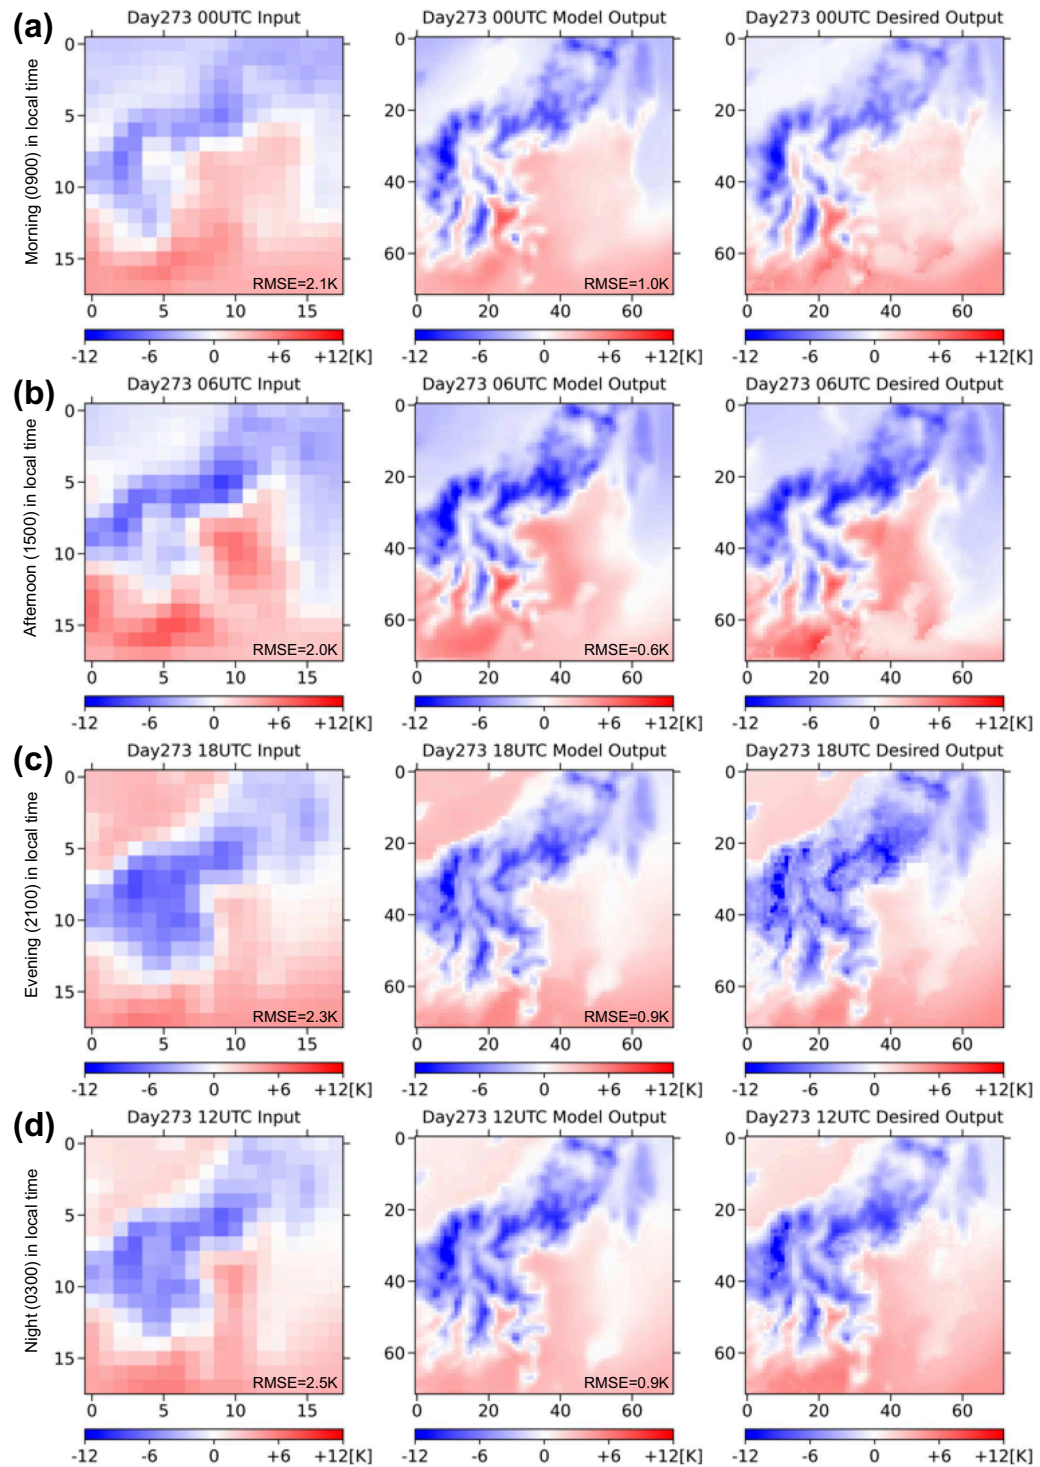 (a)
Morning (0900) in local time
Day273 00UTC Input
Day273 00UTC Model Output
Day273 00UTC Desired Output
0
5
10
15
0
20
40
60
0
20
40
60
RMSE=2.1K
RMSE=1.0K
0 5 10 15
0 20 40 60
0 20 40 60
-12 -6 0 +6 +12[K]
-12 -6 0 +6 +12[K]
-12 -6 0 +6 +12[K]
(b)
Afternoon (1500) in local time
Day273 06UTC Input
Day273 06UTC Model Output
Day273 06UTC Desired Output
0
5
10
15
0
20
40
60
0
20
40
60
RMSE=2.0K
RMSE=0.6K
0 5 10 15
0 20 40 60
0 20 40 60
-12 -6 0 +6 +12[K]
-12 -6 0 +6 +12[K]
-12 -6 0 +6 +12[K]
(c)
Evening (2100) in local time
Day273 18UTC Input
Day273 18UTC Model Output
Day273 18UTC Desired Output
0
5
10
15
0
20
40
60
0
20
40
60
RMSE=2.3K
RMSE=0.9K
0 5 10 15
0 20 40 60
0 20 40 60
-12 -6 0 +6 +12[K]
-12 -6 0 +6 +12[K]
-12 -6 0 +6 +12[K]
(d)
Night (0300) in local time
Day273 12UTC Input
Day273 12UTC Model Output
Day273 12UTC Desired Output
0
5
10
15
0
20
40
60
0
20
40
60
RMSE=2.5K
RMSE=0.9K
0 5 10 15
0 20 40 60
0 20 40 60
-12 -6 0 +6 +12[K]
-12 -6 0 +6 +12[K]
-12 -6 0 +6 +12[K]